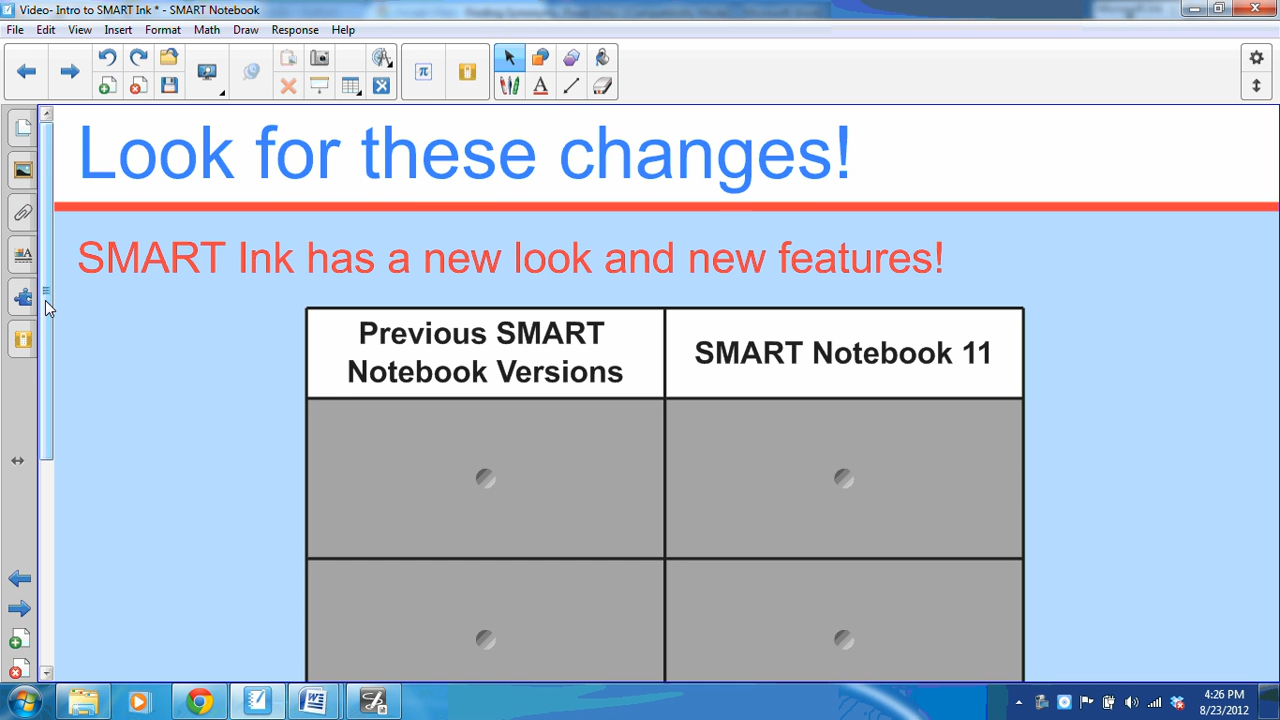 Video- Intro to SMART Ink * - SMART Notebook
File Edit View Insert Format Math Draw Response Help
Look for these changes!
SMART Ink has a new look and new features!
Previous SMART
Notebook Versions
SMART Notebook 11
4:26 PM
8/23/2012